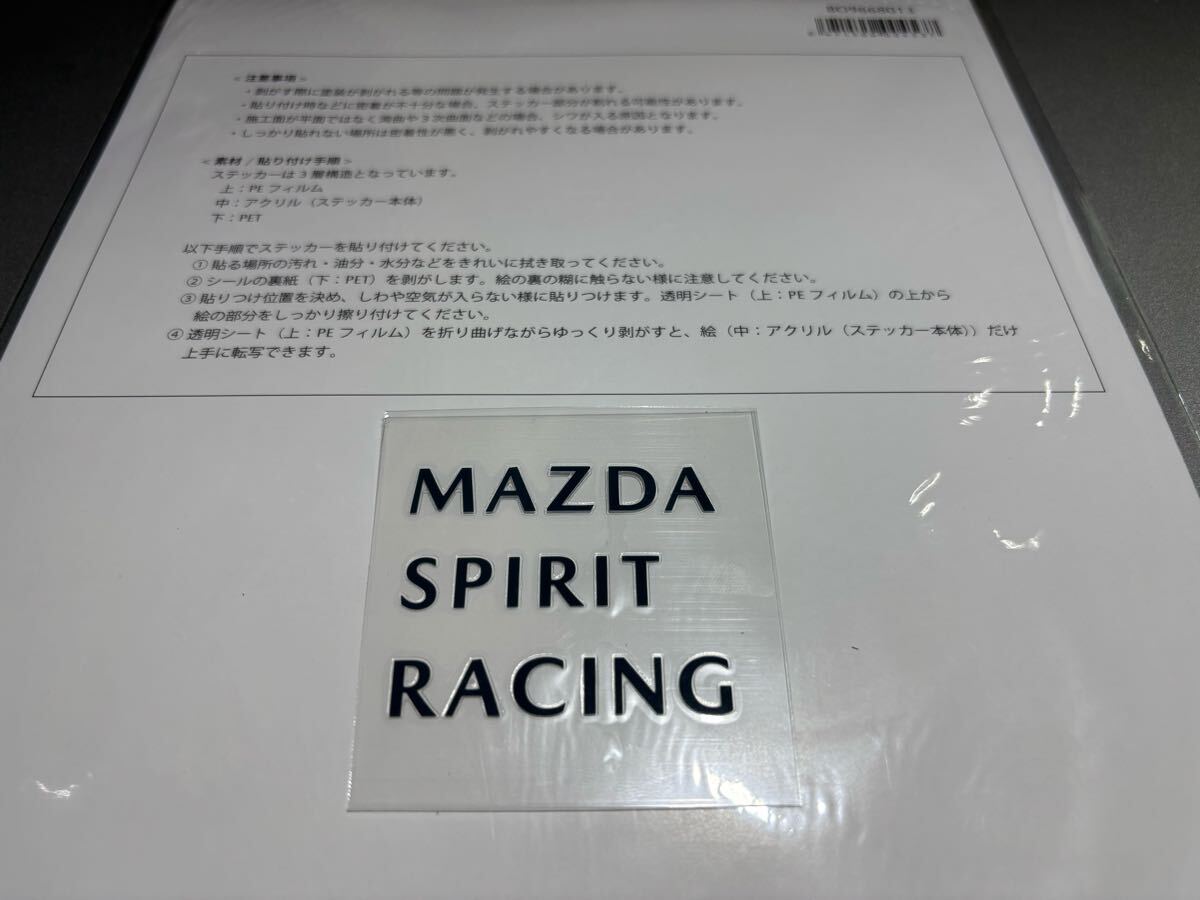 ＜注意事項＞
・剥がす際に塗装が剥がれる等の問題が発生する場合があります。
・貼り付け時などに密着が不十分な場合、ステッカー部分が割れる可能性があります。
・施工面が平面ではなく湾曲や3次曲面などの場合、シワが入る原因となります。
・しっかり貼れない場所は密着性が悪く、剥がれやすくなる場合があります。
＜素材 / 貼り付け手順＞
ステッカーは3層構造となっています。
上：PEフィルム
中：アクリル（ステッカー本体）
下：PET
以下手順でステッカーを貼り付けてください。
① 貼る場所の汚れ・油分・水分などをきれいに拭き取ってください。
② シールの裏紙（下：PET）を剥がします。絵の裏の糊に触らない様に注意してください。
③ 貼りつけ位置を決め、しわや空気が入らない様に貼りつけます。透明シート（上：PEフィルム）の上から
絵の部分をしっかり擦り付けてください。
④ 透明シート（上：PEフィルム）を折り曲げながらゆっくり剥がすと、絵（中：アクリル（ステッカー本体））だけ
上手に転写できます。
MAZDA
SPIRIT
RACING